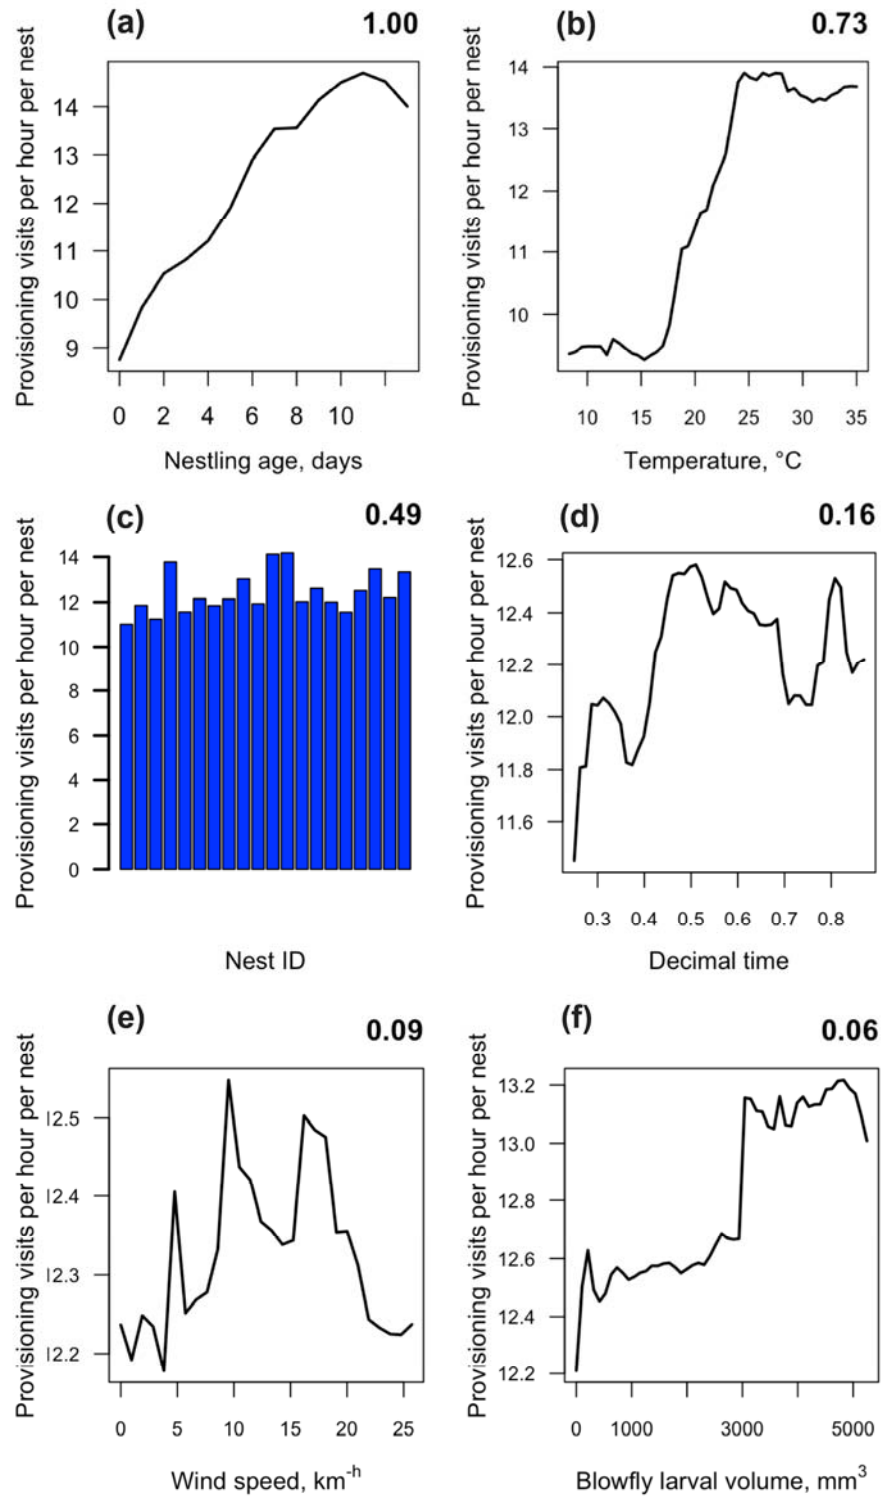 (a) 1.00
Provisioning visits per hour per nest
14
13
12
11
10
9
0 2 4 6 8 10
Nestling age, days
(b) 0.73
Provisioning visits per hour per nest
14
13
12
11
10
10 15 20 25 30 35
Temperature, °C
(c) 0.49
Provisioning visits per hour per nest
14
12
10
8
6
4
2
0
Nest ID
(d) 0.16
Provisioning visits per hour per nest
12.6
12.4
12.2
12.0
11.8
11.6
0.3 0.4 0.5 0.6 0.7 0.8
Decimal time
(e) 0.09
Provisioning visits per hour per nest
12.5
12.4
12.3
12.2
0 5 10 15 20 25
Wind speed, km⁻ʰ
(f) 0.06
Provisioning visits per hour per nest
13.2
13.0
12.8
12.6
12.4
12.2
0 1000 3000 5000
Blowfly larval volume, mm³